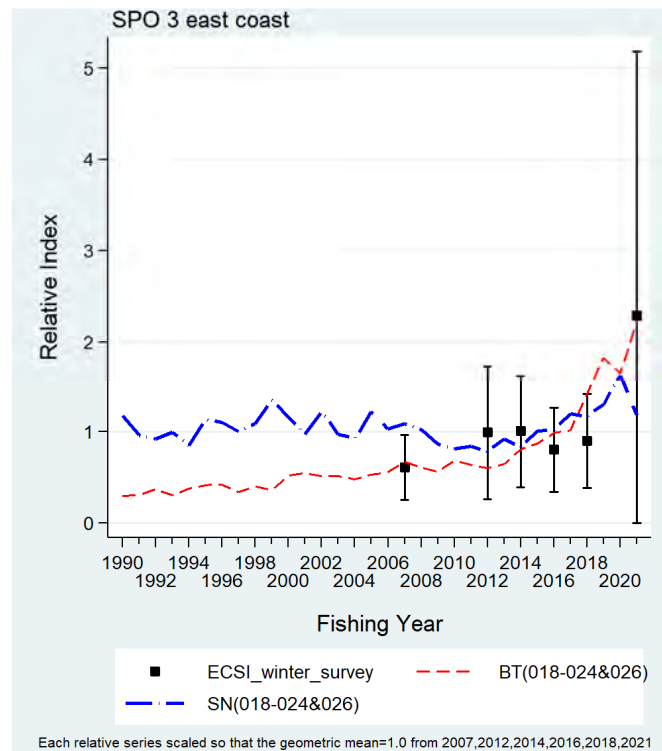 SPO 3 east coast
5
4
3
2
1
0
Relative Index
1990 1994 1998 2002 2006 2010 2014 2018
1992 1996 2000 2004 2008 2012 2016 2020
Fishing Year
ECSI_winter_survey BT(018-024&026)
SN(018-024&026)
Each relative series scaled so that the geometric mean=1.0 from 2007,2012,2014,2016,2018,2021